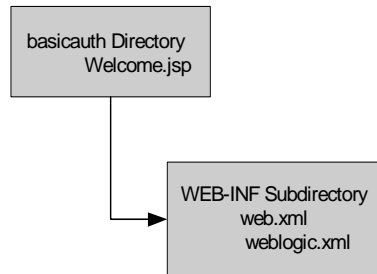 basicauth Directory
Welcome.jsp
WEB-INF Subdirectory
web.xml
weblogic.xml